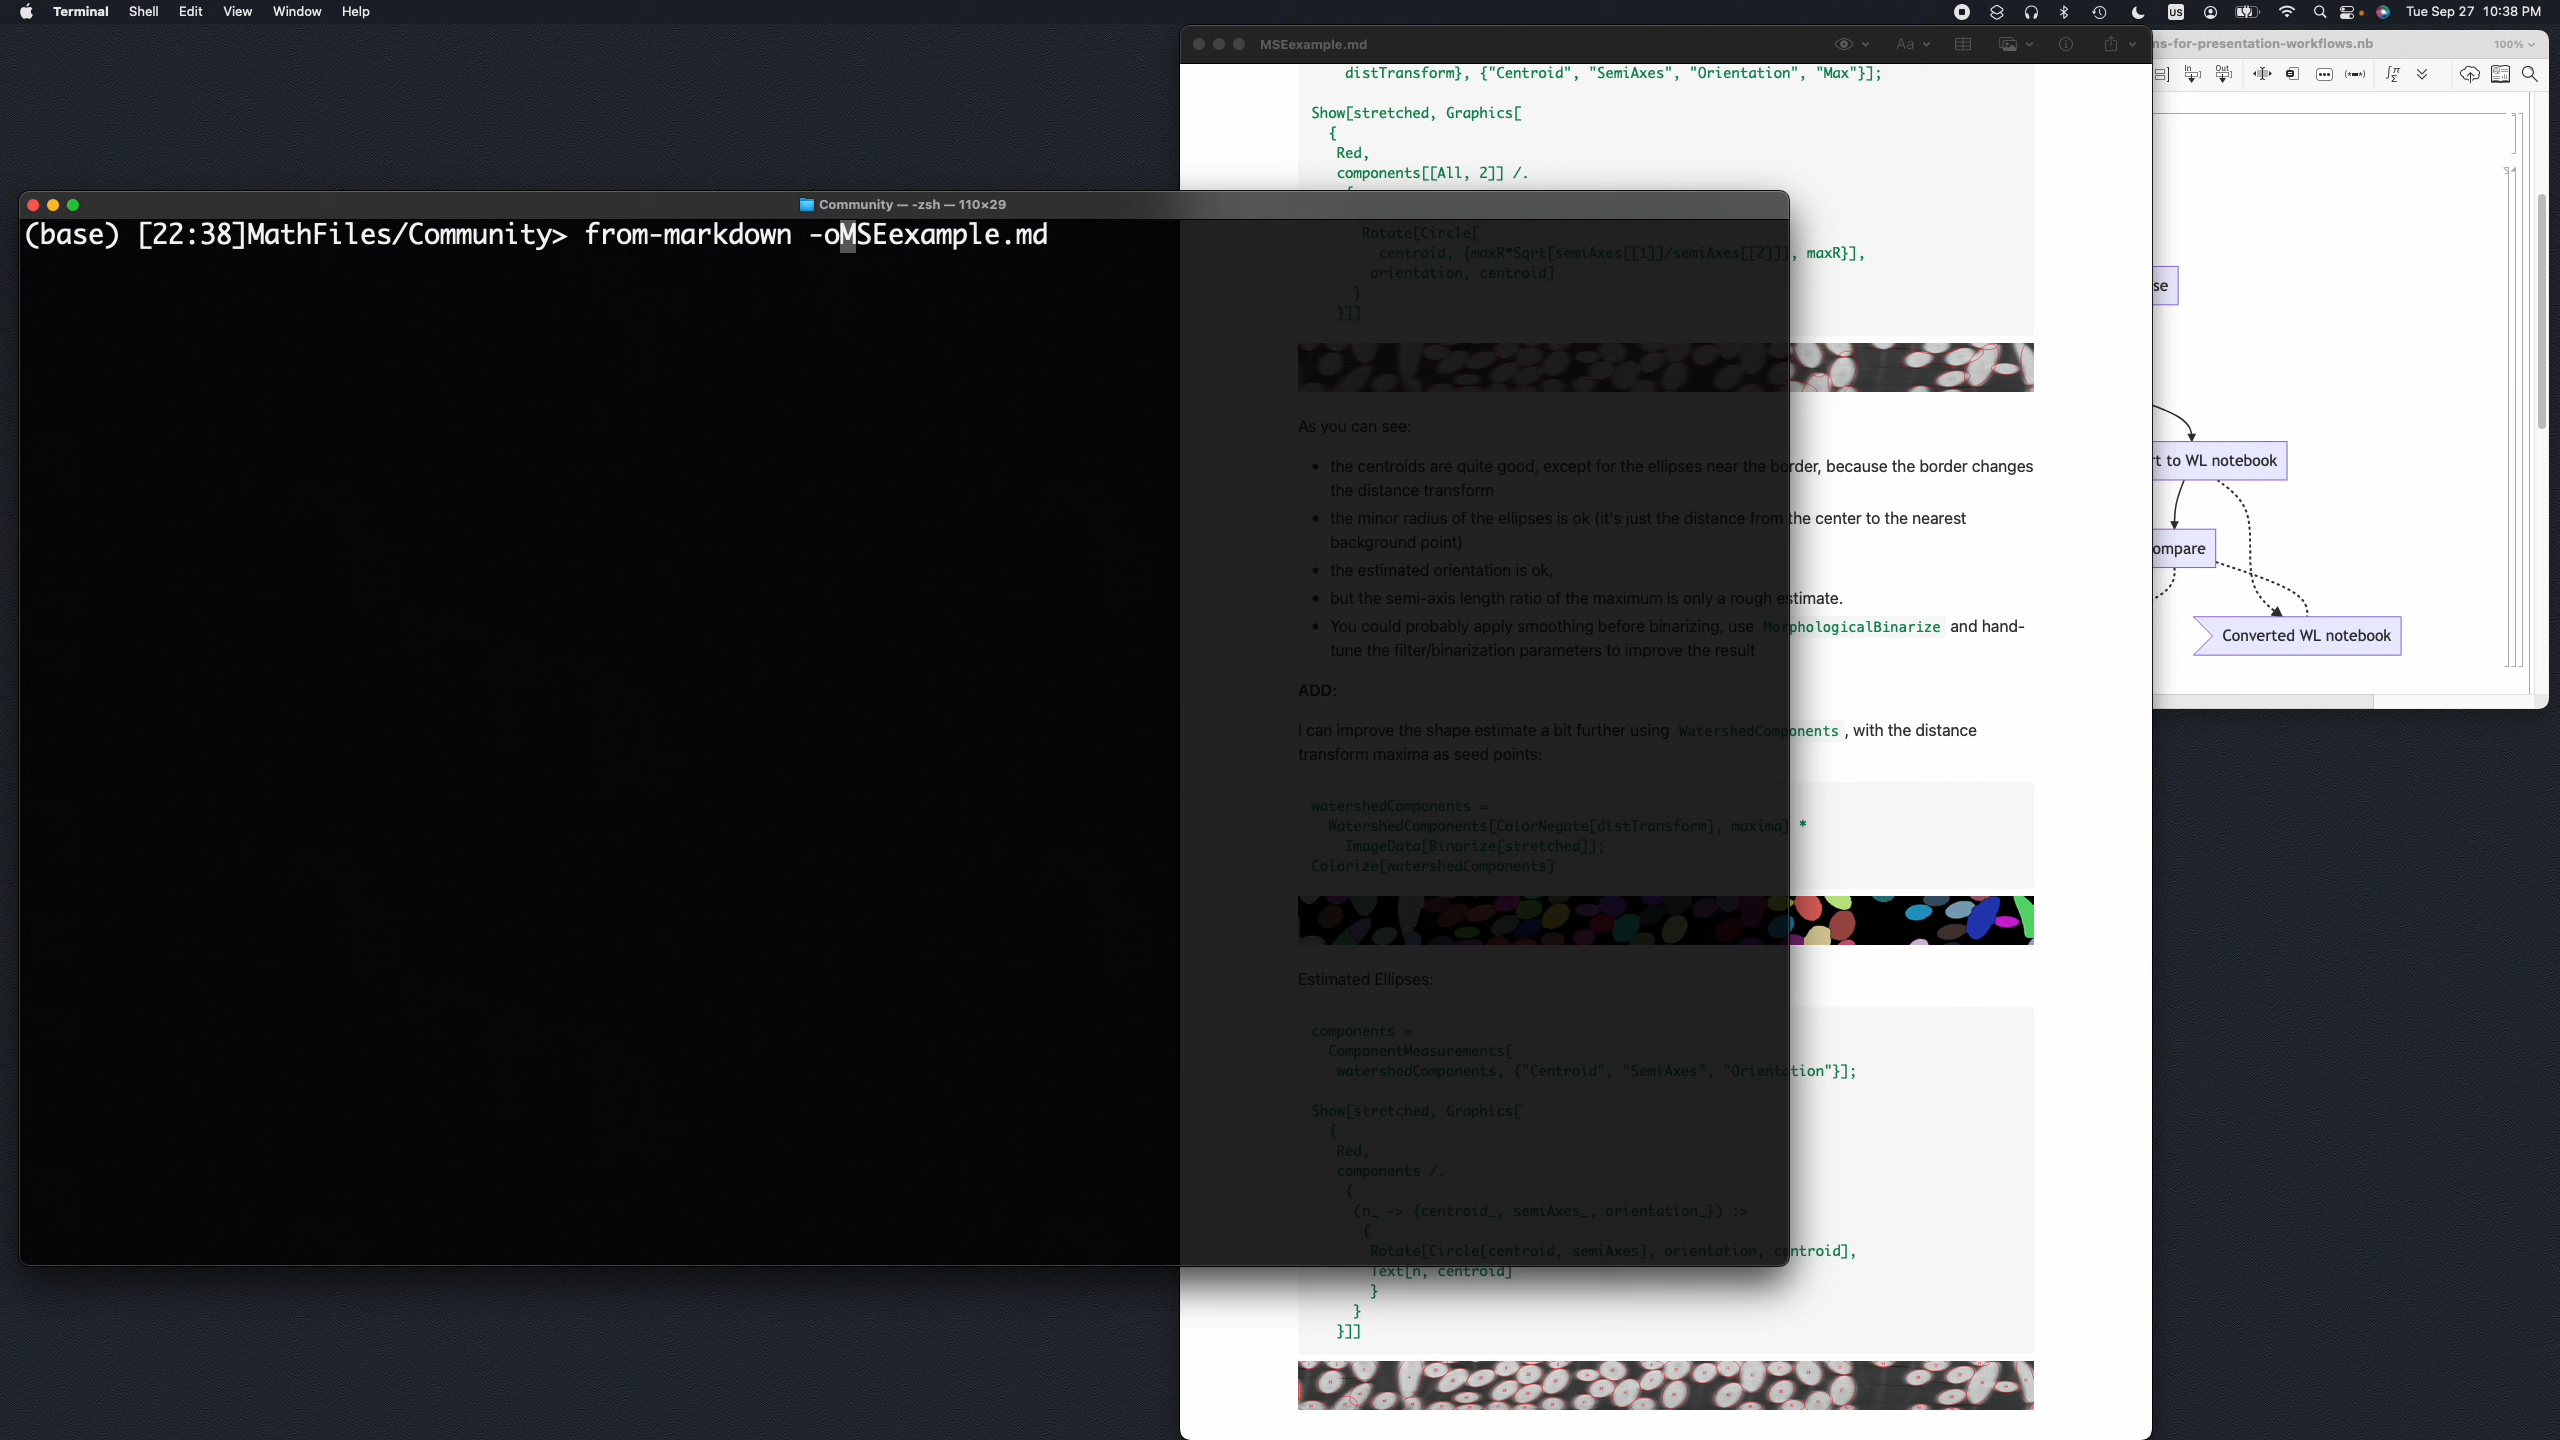 Terminal Shell Edit View Window Help
US
Tue Sep 27 10:38 PM
MSEexample.md
Aa
ns-for-presentation-workflows.nb
100%
In
Out
distTransform}, {"Centroid", "SemiAxes", "Orientation", "Max"}];
Show[stretched, Graphics[
{
Red,
components[[All, 2]] /.
Community — -zsh — 110×29
(base) [22:38]MathFiles/Community> from-markdown -oMSEexample.md
Rotate[Circle[
centroid, {maxR*Sqrt[semiAxes[[1]]/semiAxes[[2]]], maxR}],
orientation, centroid]
}
}]]
As you can see:
• the centroids are quite good, except for the ellipses near the border, because the border changes
the distance transform
• the minor radius of the ellipses is ok (it's just the distance from the center to the nearest
background point)
• the estimated orientation is ok,
• but the semi-axis length ratio of the maximum is only a rough estimate.
• You could probably apply smoothing before binarizing, use MorphologicalBinarize and hand-
tune the filter/binarization parameters to improve the result
ADD:
I can improve the shape estimate a bit further using WatershedComponents , with the distance
transform maxima as seed points:
watershedComponents =
WatershedComponents[ColorNegate[distTransform], maxima] *
ImageData[Binarize[stretched]];
Colorize[watershedComponents]
Estimated Ellipses:
components =
ComponentMeasurements[
watershedComponents, {"Centroid", "SemiAxes", "Orientation"}];
Show[stretched, Graphics[
{
Red,
components /.
{
(n_ -> {centroid_, semiAxes_, orientation_}) :>
{
Rotate[Circle[centroid, semiAxes], orientation, centroid],
Text[n, centroid]
}
}
}]]
se
rt to WL notebook
ompare
Converted WL notebook